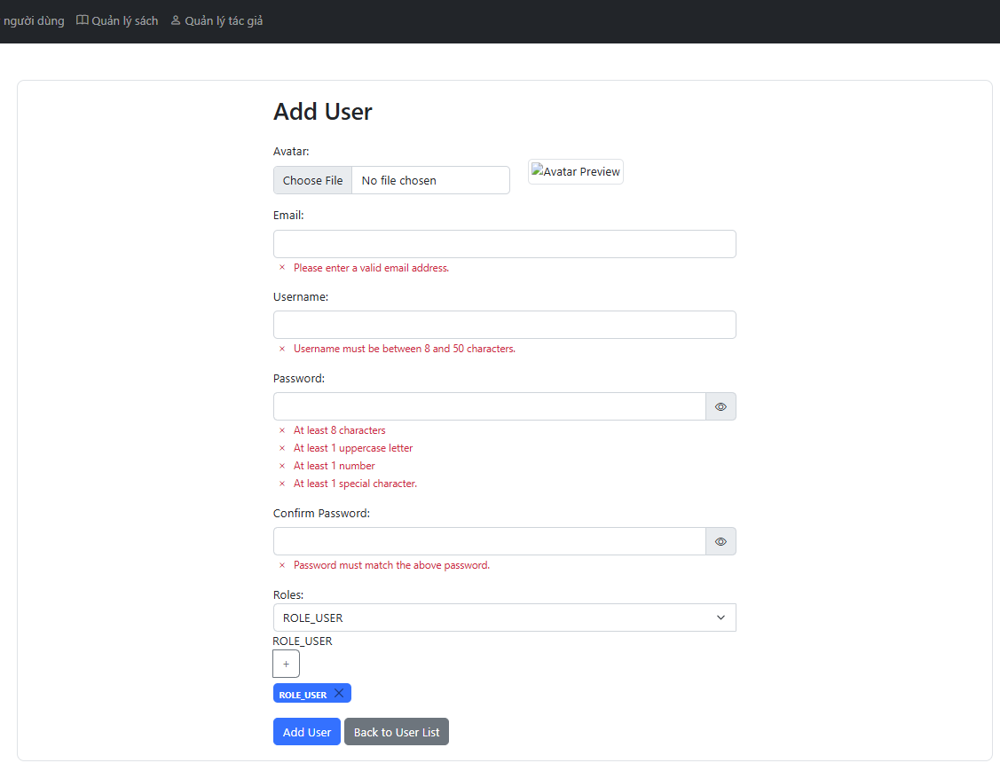 người dùng Quản lý sách Quản lý tác giả
Add User
Avatar:
Choose File No file chosen Avatar Preview
Email:
Please enter a valid email address.
Username:
Username must be between 8 and 50 characters.
Password:
At least 8 characters
At least 1 uppercase letter
At least 1 number
At least 1 special character.
Confirm Password:
Password must match the above password.
Roles:
ROLE_USER
ROLE_USER
+
ROLE_USER
Add User Back to User List